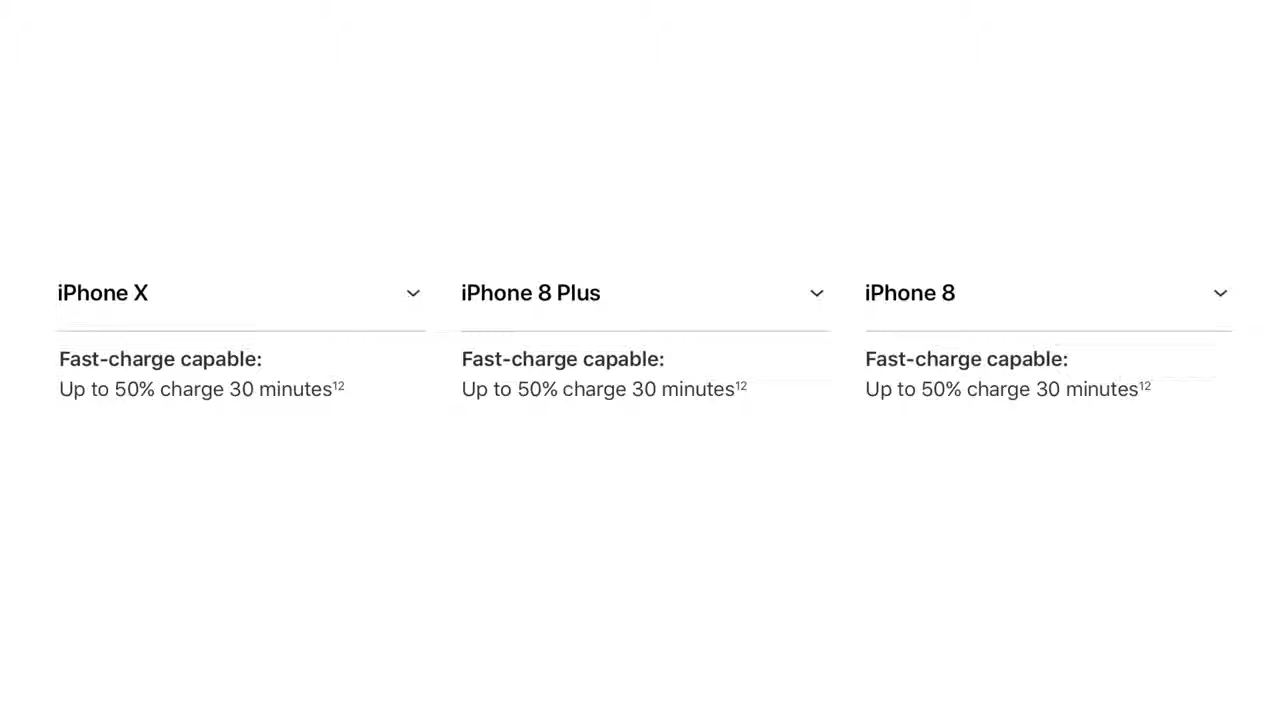 iPhone X
Fast-charge capable:
Up to 50% charge 30 minutes¹²
iPhone 8 Plus
Fast-charge capable:
Up to 50% charge 30 minutes¹²
iPhone 8
Fast-charge capable:
Up to 50% charge 30 minutes¹²